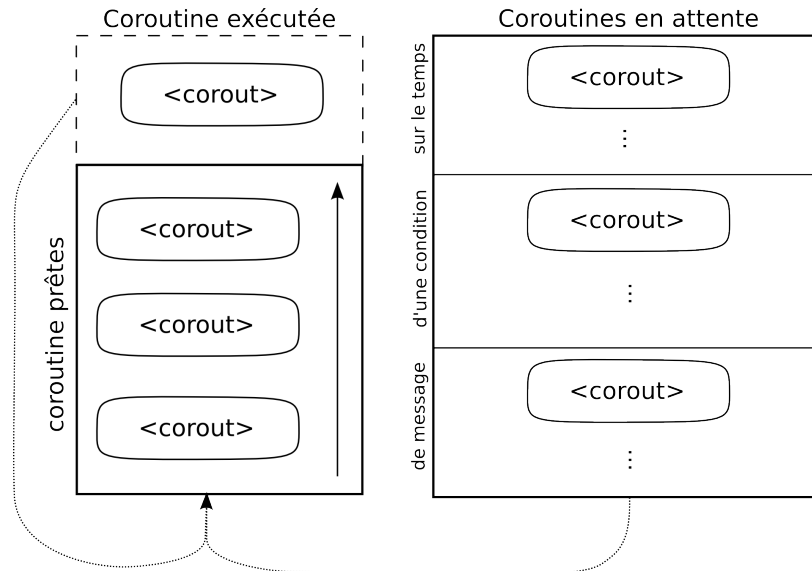 Coroutine exécutée
<corout>
coroutine prêtes
<corout>
<corout>
<corout>
Coroutines en attente
sur le temps
<corout>
...
d'une condition
<corout>
...
de message
<corout>
...